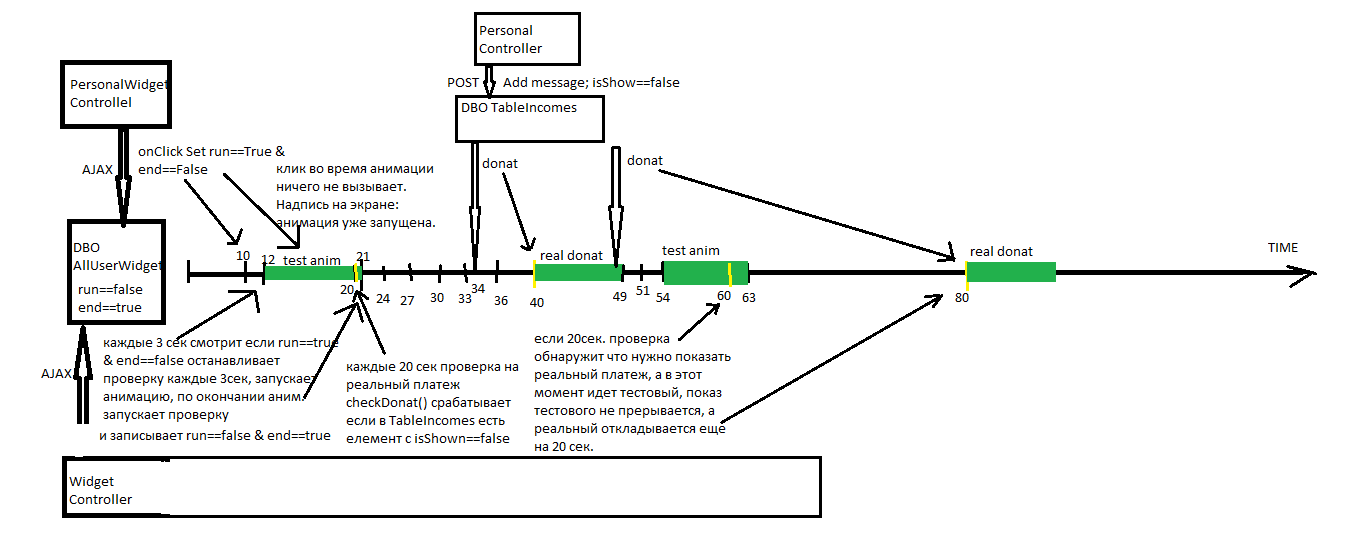 Personal
Controller
POST
Add message; isShow==false
DBO TableIncomes
PersonalWidget
Controllel
AJAX
onClick Set run==True &
end==False
клик во время анимации
ничего не вызывает.
Надпись на экране:
анимация уже запущена.
donat
donat
DBO
AllUserWidget
run==false
end==true
10
12
test anim
21
real donat
test anim
real donat
TIME
20
24
27
30
33
34
36
40
49
51
54
60
63
80
AJAX
каждые 3 сек смотрит если run==true
& end==false останавливает
проверку каждые 3сек, запускает
анимацию, по окончании аним.
запускает проверку
и записывает run==false & end==true
каждые 20 сек проверка на
реальный платеж
checkDonat() срабатывает
если в TableIncomes есть
елемент с isShown==false
если 20сек. проверка
обнаружит что нужно показать
реальный платеж, а в этот
момент идет тестовый, показ
тестового не прерывается, а
реальный откладывается еще
на 20 сек.
Widget
Controller